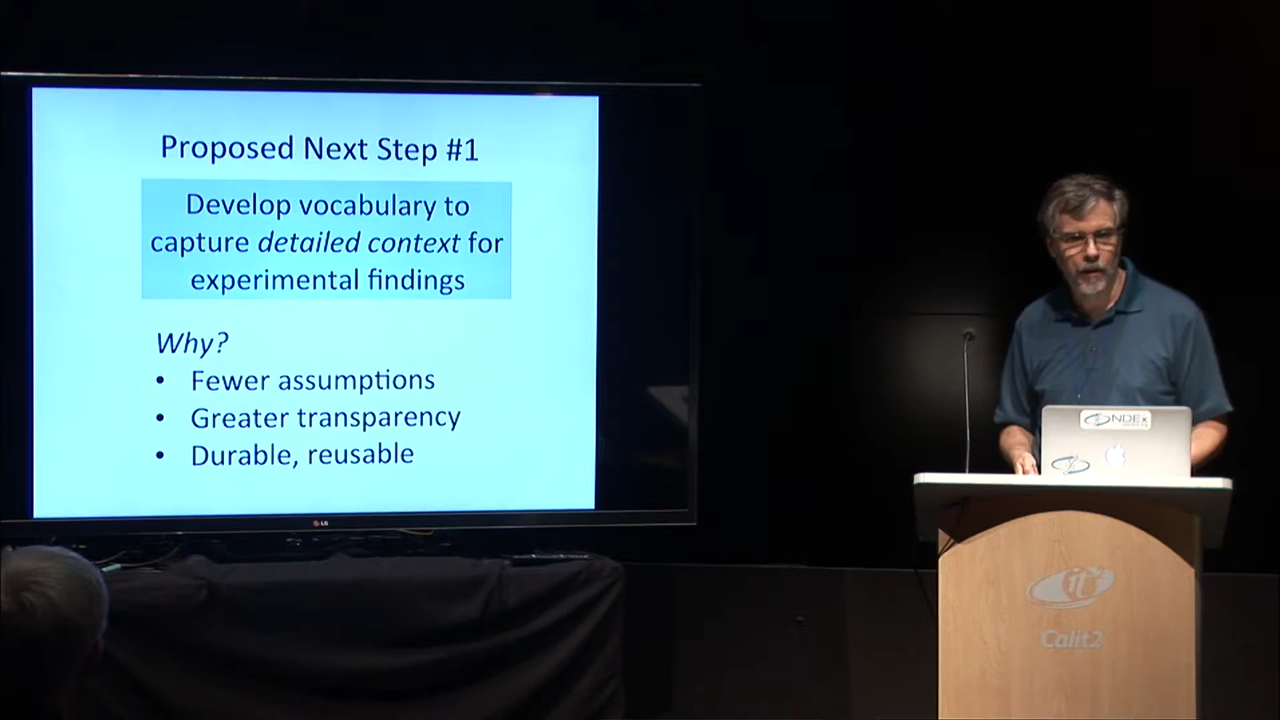 Proposed Next Step #1
Develop vocabulary to
capture detailed context for
experimental findings
Why?
• Fewer assumptions
• Greater transparency
• Durable, reusable
LG
NDEx
Calit2